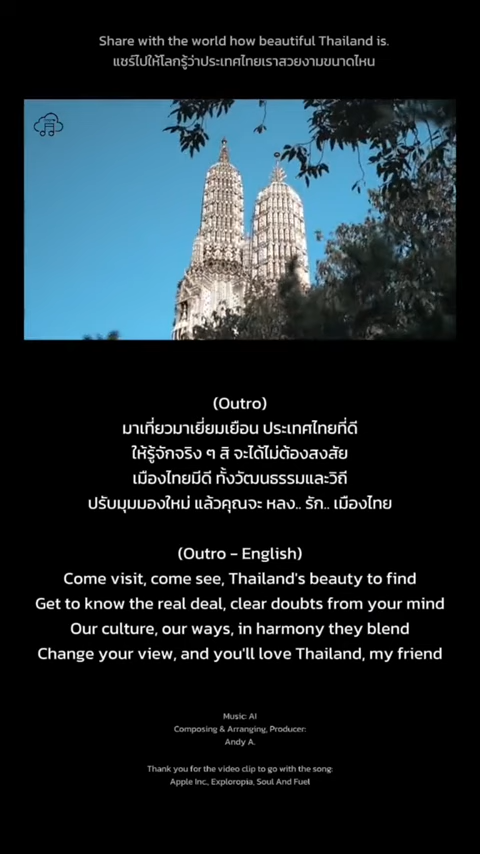 Share with the world how beautiful Thailand is.
แชร์ไปให้โลกรู้ว่าประเทศไทยเราสวยงามขนาดไหน
(Outro)
มาเที่ยวมาเยี่ยมเยือน ประเทศไทยที่ดี
ให้รู้จักจริง ๆ สิ จะได้ไม่ต้องสงสัย
เมืองไทยมีดี ทั้งวัฒนธรรมและวิถี
ปรับมุมมองใหม่ แล้วคุณจะ หลง.. รัก.. เมืองไทย
(Outro - English)
Come visit, come see, Thailand's beauty to find
Get to know the real deal, clear doubts from your mind
Our culture, our ways, in harmony they blend
Change your view, and you'll love Thailand, my friend
Music: AI
Composing & Arranging, Producer:
Andy A.
Thank you for the video clip to go with the song:
Apple Inc., Exploropia, Soul And Fuel